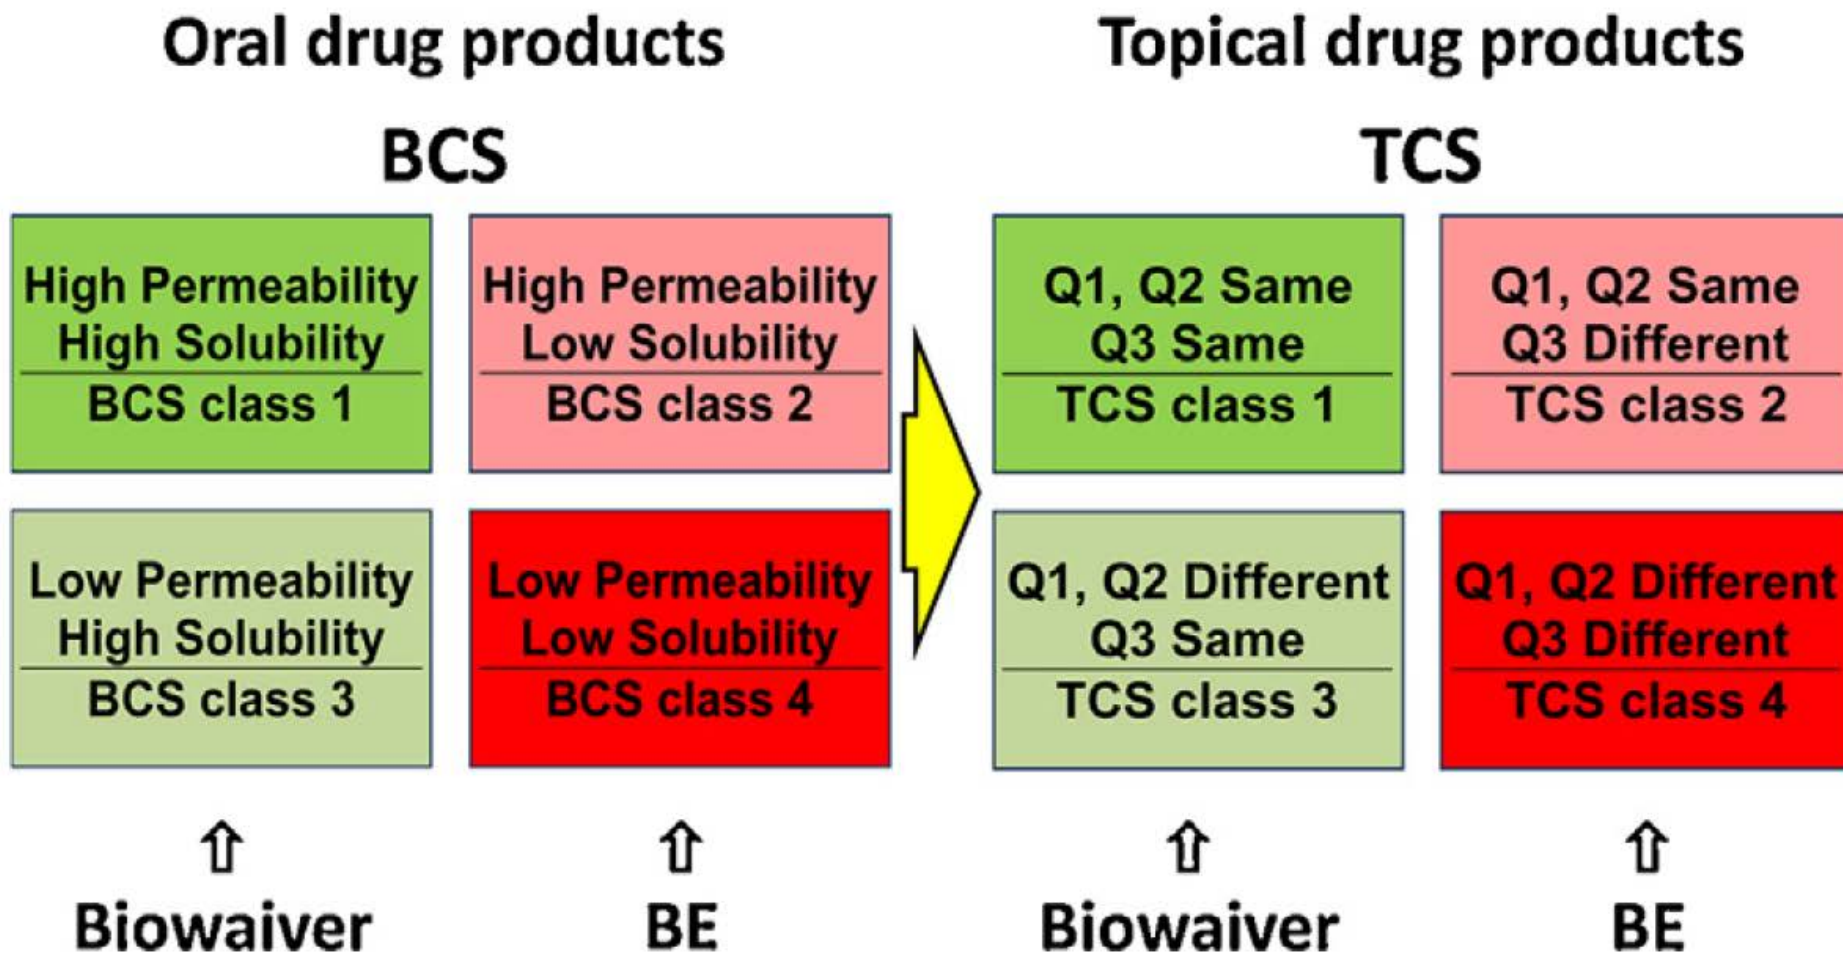 Oral drug products
BCS
High Permeability
High Solubility
BCS class 1
High Permeability
Low Solubility
BCS class 2
Low Permeability
High Solubility
BCS class 3
Low Permeability
Low Solubility
BCS class 4
Biowaiver
BE
Topical drug products
TCS
Q1, Q2 Same
Q3 Same
TCS class 1
Q1, Q2 Same
Q3 Different
TCS class 2
Q1, Q2 Different
Q3 Same
TCS class 3
Q1, Q2 Different
Q3 Different
TCS class 4
Biowaiver
BE